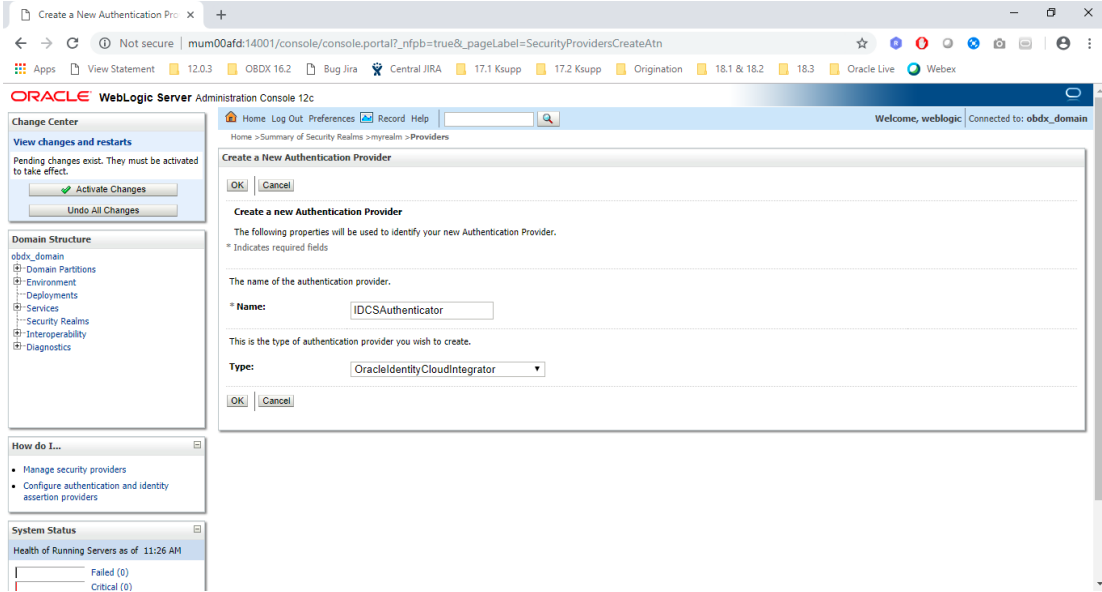 Create a New Authentication Pro
Not secure | mum00afd:14001/console/console.portal?_nfpb=true&_pageLabel=SecurityProvidersCreateAtn
Apps View Statement 12.0.3 OBDX 16.2 Bug Jira Central JIRA 17.1 Ksupp 17.2 Ksupp Origination 18.1 & 18.2 18.3 Oracle Live Webex
ORACLE WebLogic Server Administration Console 12c
Change Center
View changes and restarts
Pending changes exist. They must be activated
to take effect.
Activate Changes
Undo All Changes
Domain Structure
obdx_domain
Domain Partitions
Environment
Deployments
Services
Security Realms
Interoperability
Diagnostics
How do I...
Manage security providers
Configure authentication and identity
assertion providers
System Status
Health of Running Servers as of 11:26 AM
Failed (0)
Critical (0)
Home Log Out Preferences Record Help
Welcome, weblogic Connected to: obdx_domain
Home >Summary of Security Realms >myrealm >Providers
Create a New Authentication Provider
OK Cancel
Create a new Authentication Provider
The following properties will be used to identify your new Authentication Provider.
* Indicates required fields
The name of the authentication provider.
* Name: IDCSAuthenticator
This is the type of authentication provider you wish to create.
Type: OracleIdentityCloudIntegrator
OK Cancel